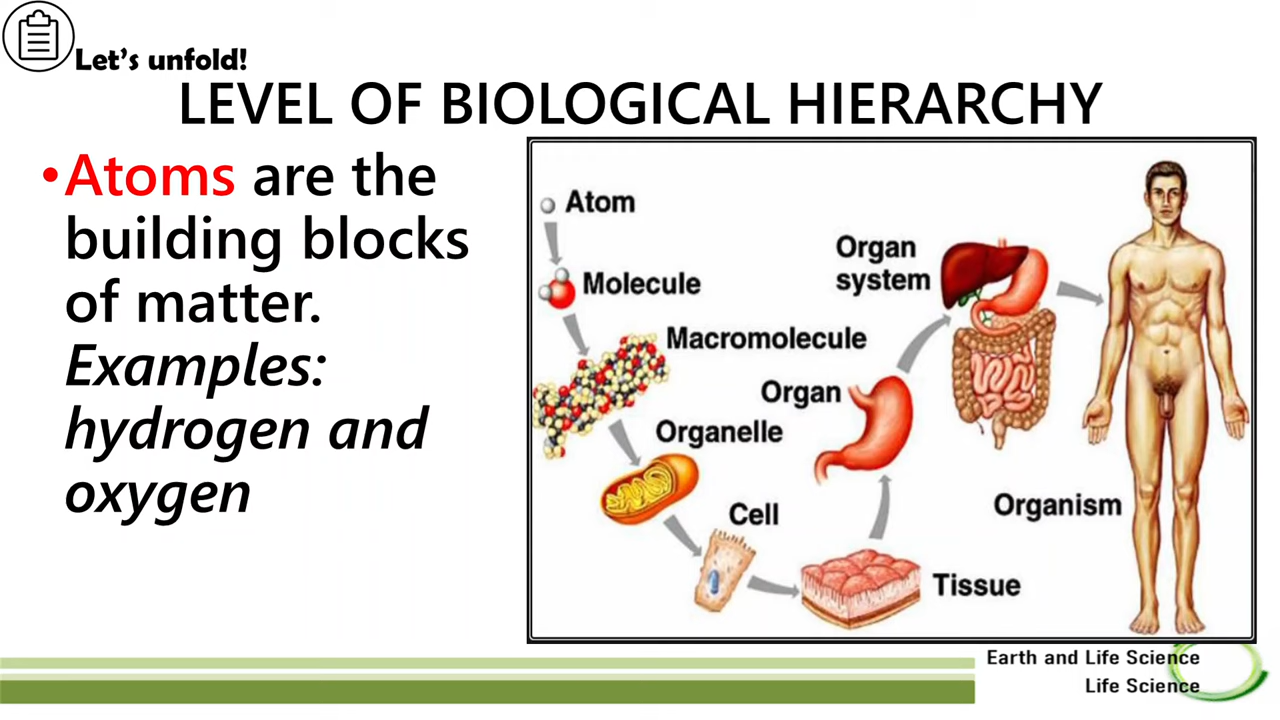 Let's unfold!
LEVEL OF BIOLOGICAL HIERARCHY
•Atoms are the
building blocks
of matter.
Examples:
hydrogen and
oxygen
Atom
Molecule
Macromolecule
Organelle
Cell
Tissue
Organ
Organ
system
Organism
Earth and Life Science
Life Science